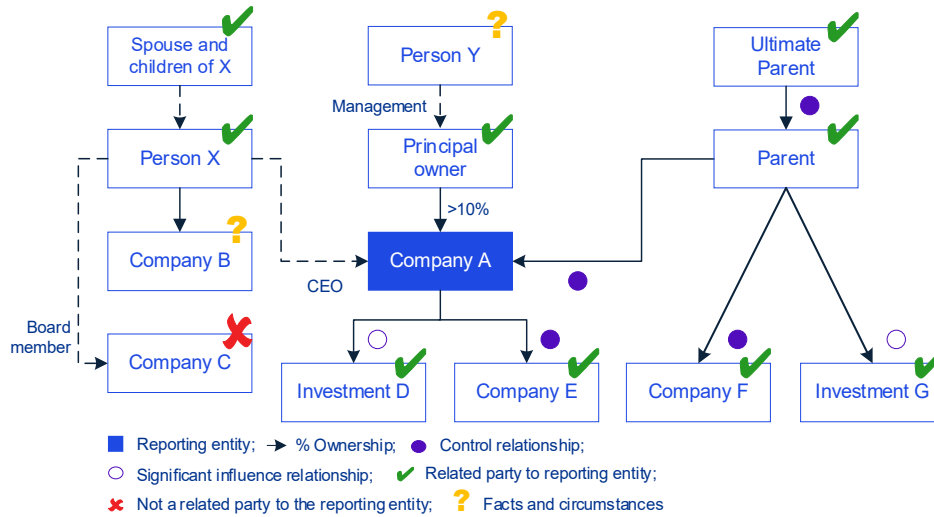 Spouse and
children of X
Person Y
Ultimate
Parent
Management
Person X
Principal
owner
Parent
>10%
Company B
Company A
CEO
Board
member
Company C
Investment D
Company E
Company F
Investment G
Reporting entity; % Ownership; Control relationship;
Significant influence relationship; Related party to reporting entity;
Not a related party to the reporting entity; Facts and circumstances